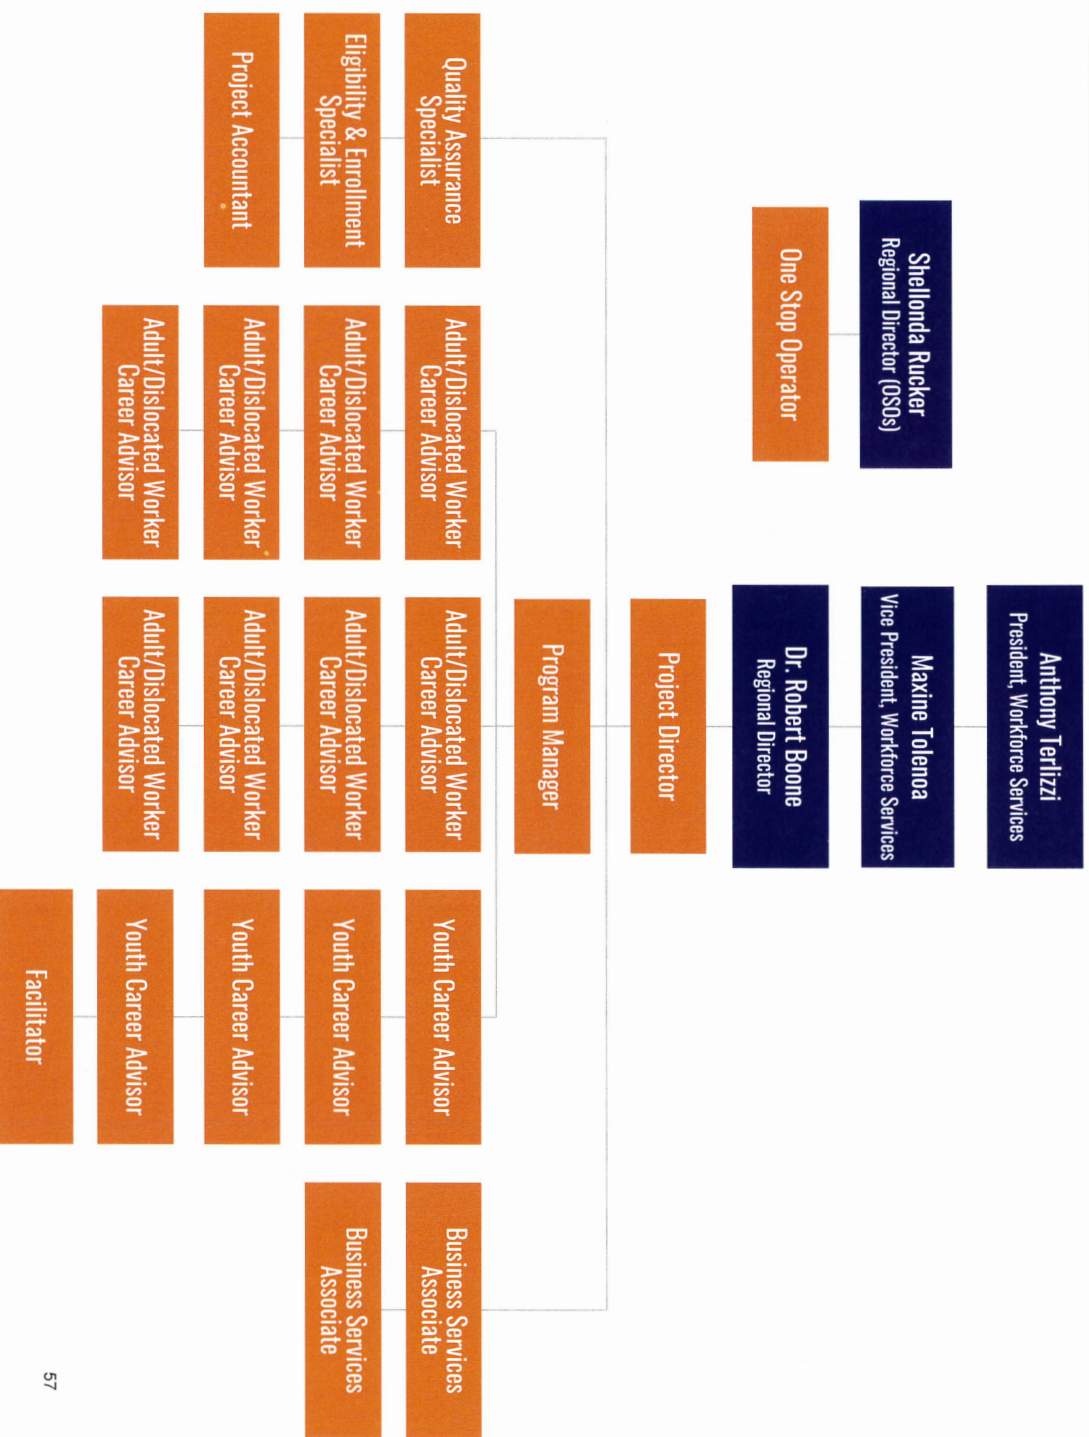 Anthony Terlizzi
President, Workforce Services
Shellonda Rucker
Regional Director (OSOs)
Maxine Tolenoa
Vice President, Workforce Services
One Stop Operator
Dr. Robert Boone
Regional Director
Project Director
Program Manager
Quality Assurance
Specialist
Adult/Dislocated Worker
Career Advisor
Adult/Dislocated Worker
Career Advisor
Youth Career Advisor
Business Services
Associate
Eligibility & Enrollment
Specialist
Adult/Dislocated Worker
Career Advisor
Adult/Dislocated Worker
Career Advisor
Youth Career Advisor
Business Services
Associate
Project Accountant
Adult/Dislocated Worker
Career Advisor
Adult/Dislocated Worker
Career Advisor
Youth Career Advisor
Adult/Dislocated Worker
Career Advisor
Adult/Dislocated Worker
Career Advisor
Youth Career Advisor
Facilitator
57